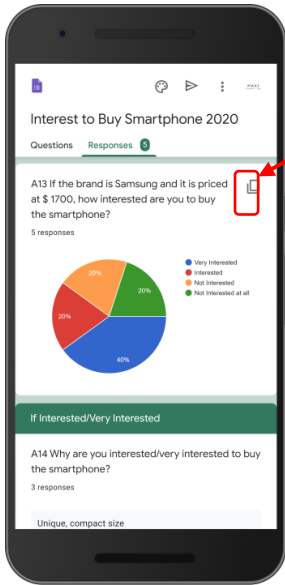 Interest to Buy Smartphone 2020
Questions Responses 5
A13 If the brand is Samsung and it is priced
at $ 1700, how interested are you to buy
the smartphone?
5 responses
20%
20%
20%
40%
Very Interested
Interested
Not Interested
Not Interested at all
If Interested/Very Interested
A14 Why are you interested/very interested to buy
the smartphone?
3 responses
Unique, compact size